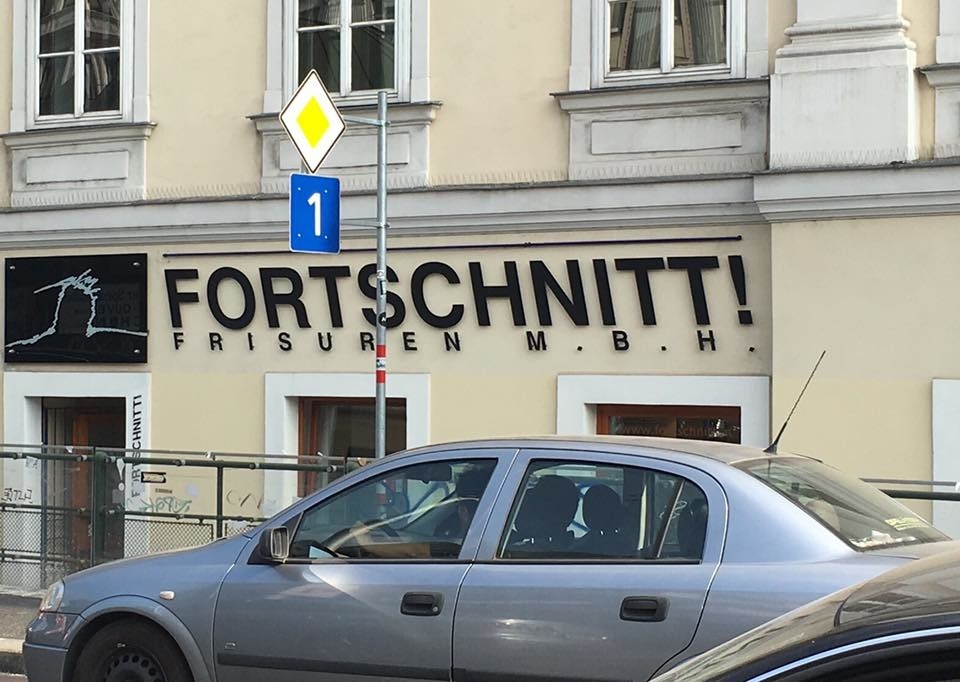 1
FORTSCHNITT!
FRISUREN M.B.H.
FORTSCHNITT!